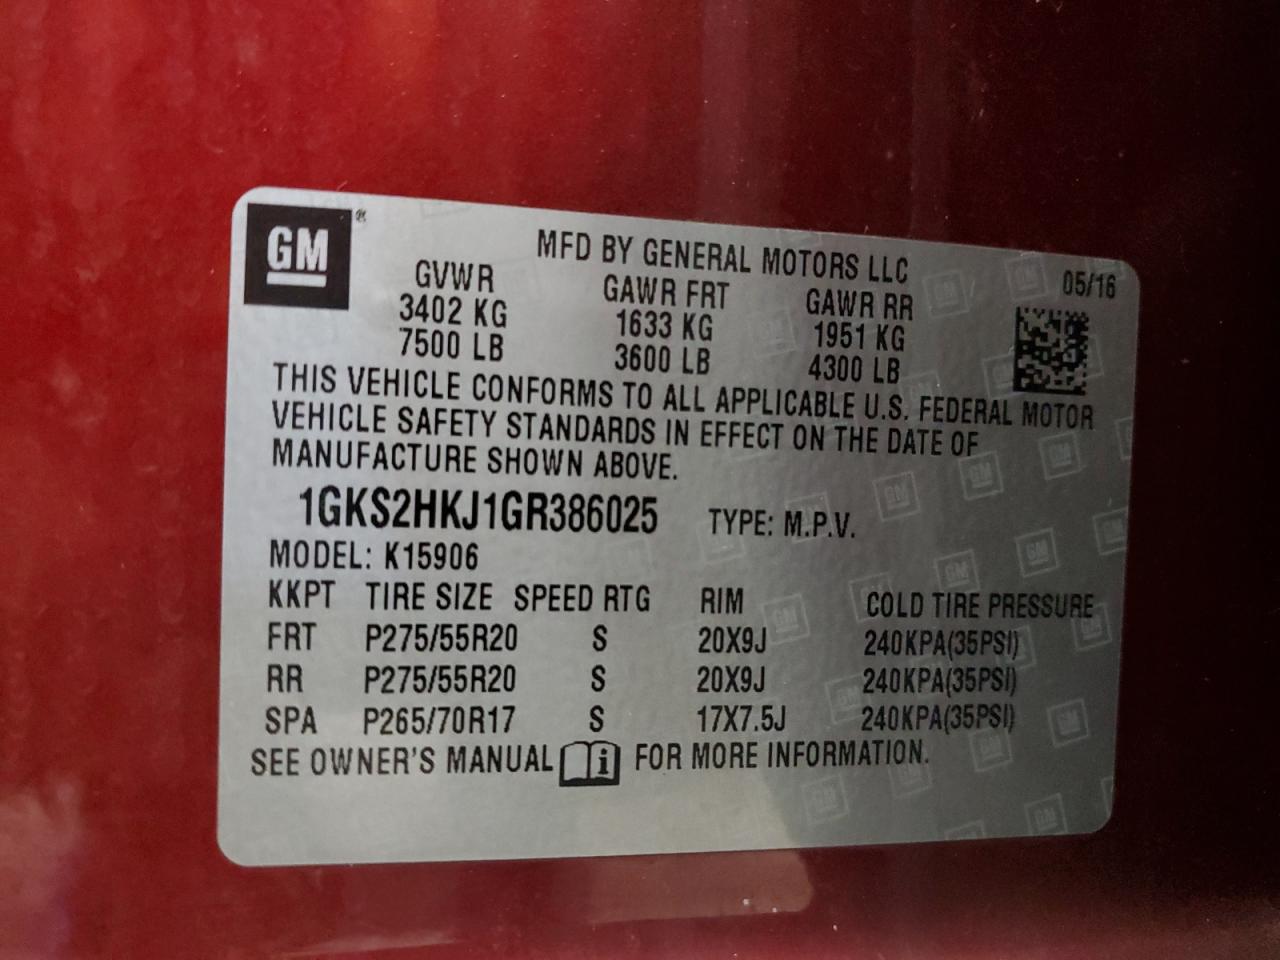 GM®
MFD BY GENERAL MOTORS LLC
05/16
GVWR GAWR FRT GAWR RR
3402 KG 1633 KG 1951 KG
7500 LB 3600 LB 4300 LB
THIS VEHICLE CONFORMS TO ALL APPLICABLE U.S. FEDERAL MOTOR
VEHICLE SAFETY STANDARDS IN EFFECT ON THE DATE OF
MANUFACTURE SHOWN ABOVE.
1GKS2HKJ1GR386025 TYPE: M.P.V.
MODEL: K15906
KKPT TIRE SIZE SPEED RTG RIM COLD TIRE PRESSURE
FRT P275/55R20 S 20X9J 240KPA(35PSI)
RR P275/55R20 S 20X9J 240KPA(35PSI)
SPA P265/70R17 S 17X7.5J 240KPA(35PSI)
SEE OWNER'S MANUAL i FOR MORE INFORMATION.